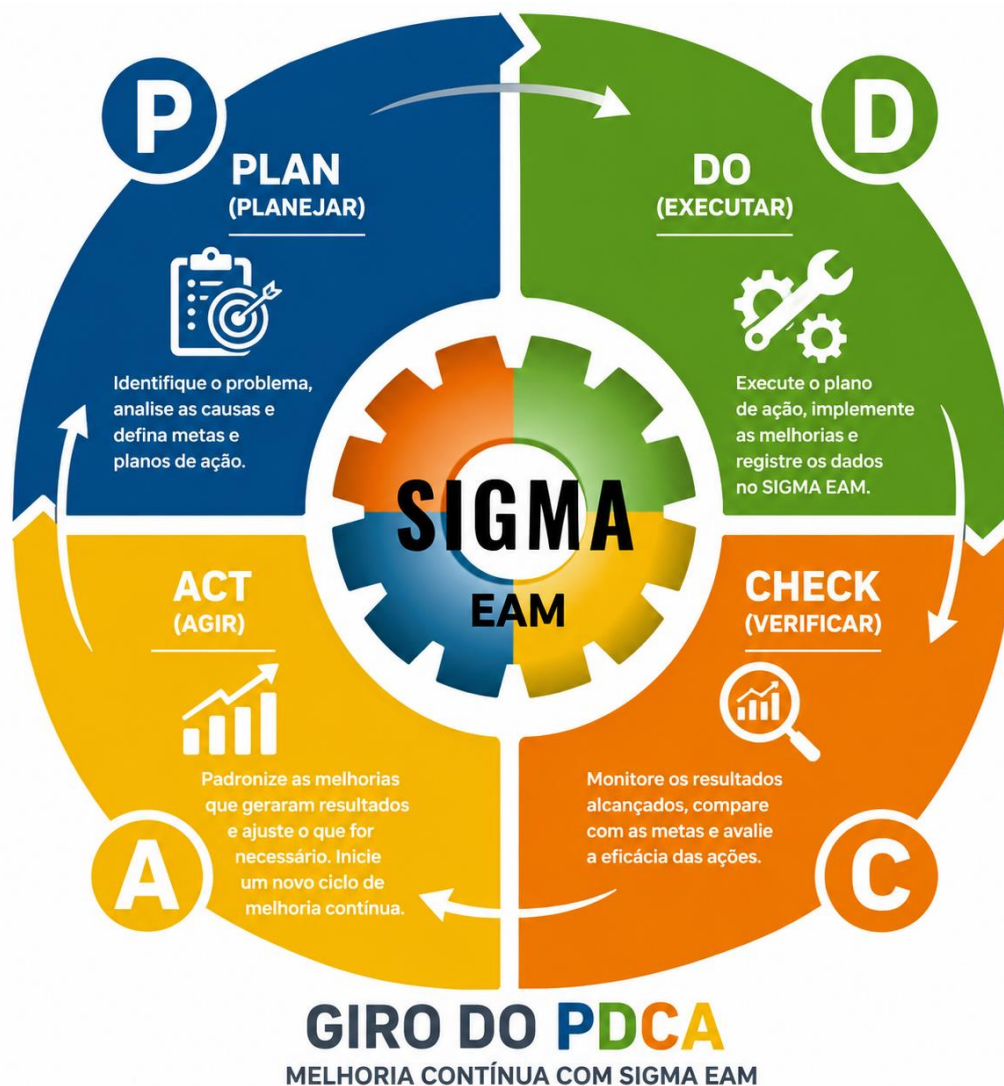 P
PLAN
(PLANEJAR)
Identifique o problema,
analise as causas e
defina metas e
planos de ação.
D
DO
(EXECUTAR)
Execute o plano
de ação, implemente
as melhorias e
registre os dados
no SIGMA EAM.
SIGMA
EAM
CHECK
(VERIFICAR)
Monitore os resultados
alcançados, compare
com as metas e avalie
a eficácia das ações.
C
ACT
(AGIR)
Padronize as melhorias
que geraram resultados
e ajuste o que for
necessário. Inicie
um novo ciclo de
melhoria contínua.
A
GIRO DO PDCA
MELHORIA CONTÍNUA COM SIGMA EAM